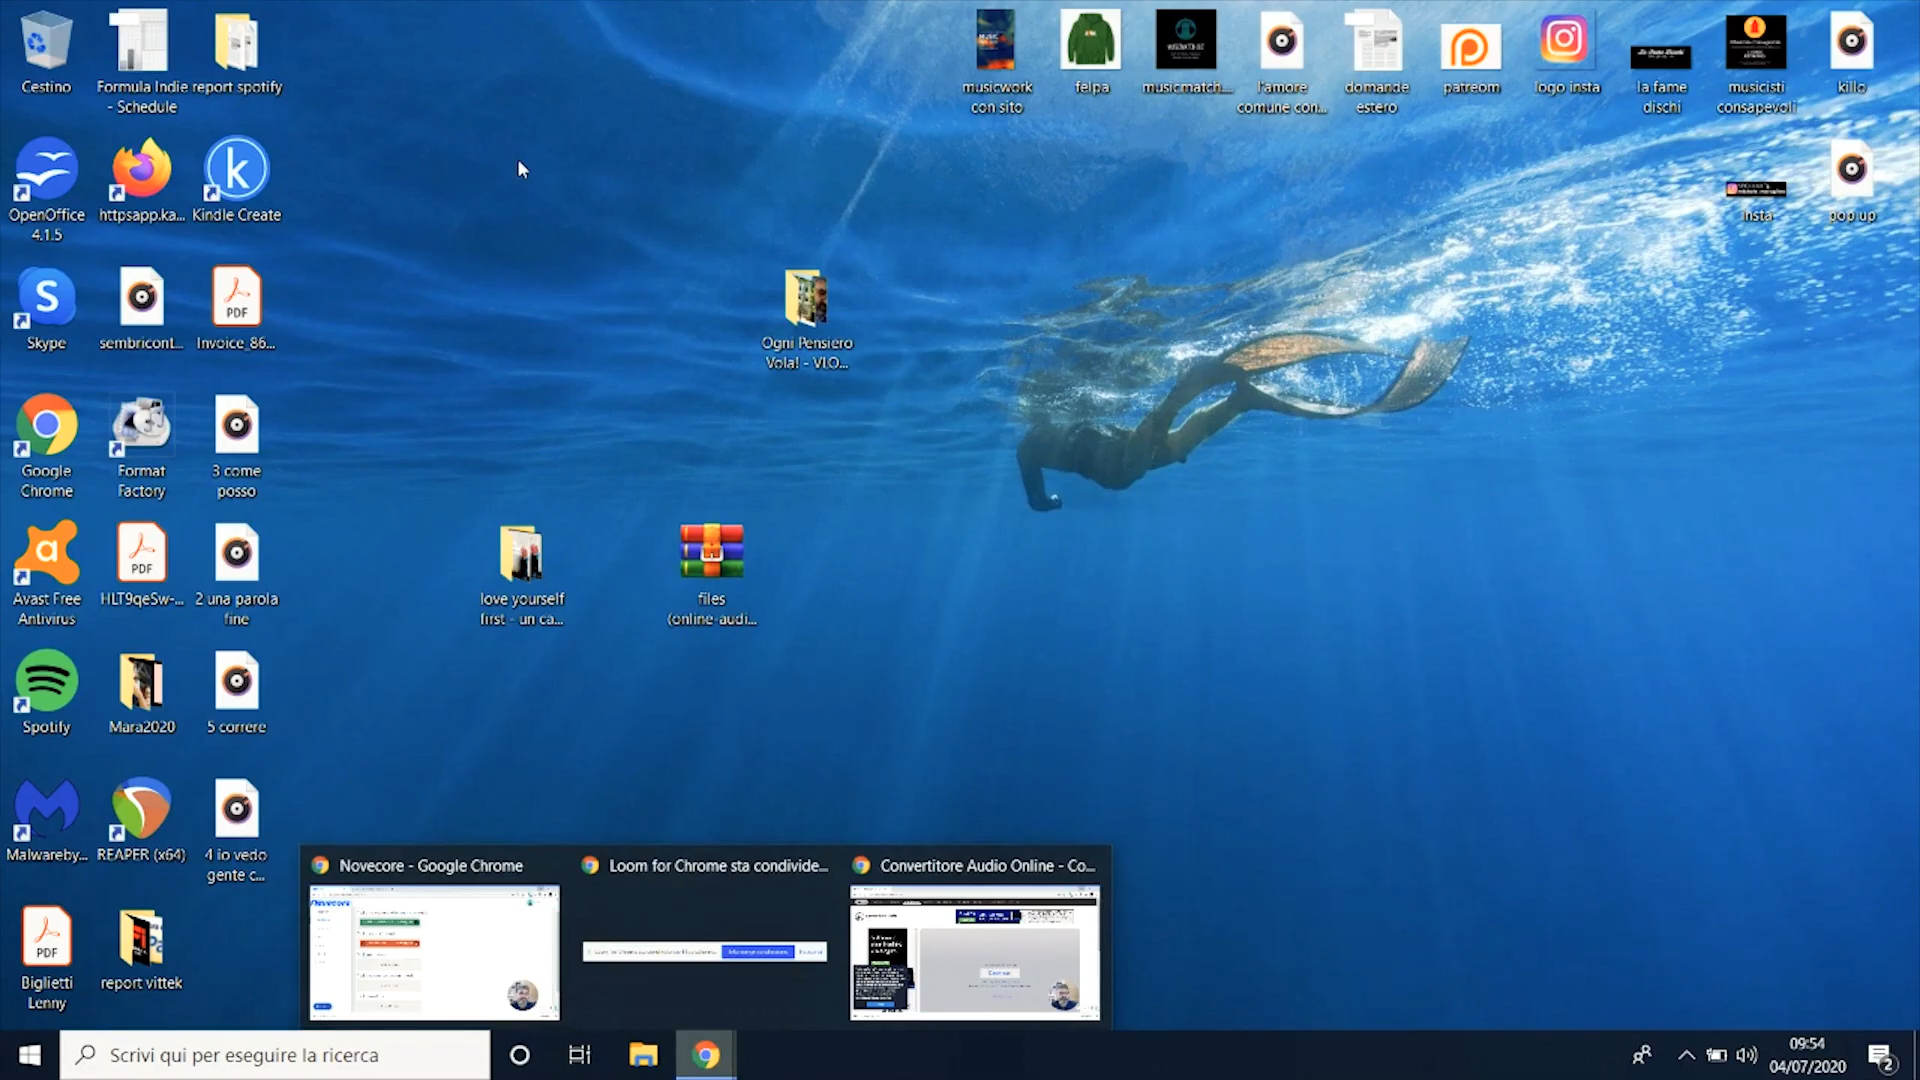 Cestino
Formula Indie
- Schedule
report spotify
musicwork
con sito
felpa
musicmatch....
l'amore
comune con...
domande
estero
patreom
logo insta
la fame
dischi
musicisti
consapevoli
killo
OpenOffice
4.1.5
httpsapp.ka...
Kindle Create
insta
pop up
Skype
sembricont...
PDF
Invoice_86...
Ogni Pensiero
Vola! - VLO...
Google
Chrome
Format
Factory
3 come
posso
Avast Free
Antivirus
PDF
HLT9qeSw-...
2 una parola
fine
love yourself
first - un ca...
files
(online-audi...
Spotify
Mara2020
5 correre
Malwareby...
REAPER (x64)
4 io vedo
gente c...
PDF
Biglietti
Lenny
report vittek
Novecore - Google Chrome
Loom for Chrome sta condivide...
Convertitore Audio Online - Co...
Novecore
Scrivi qui per eseguire la ricerca
09:54
04/07/2020
2